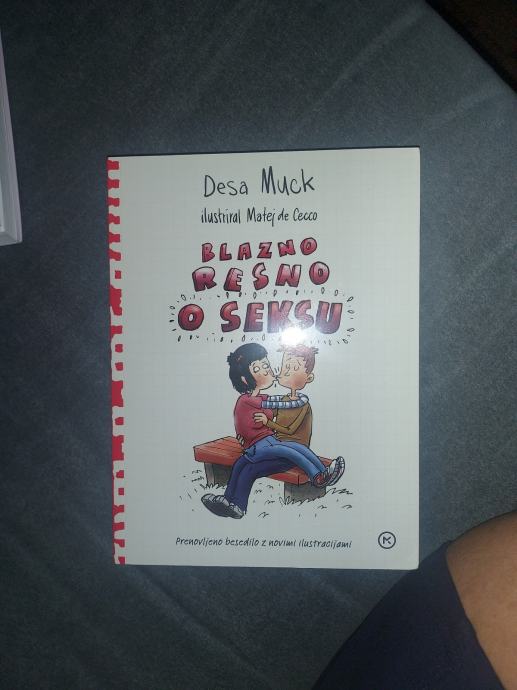 Desa Muck
ilustriral Matej de Cecco
BLAZNO
RESNO
O SEKSU
Prenovljeno besedilo z novimi ilustracijami